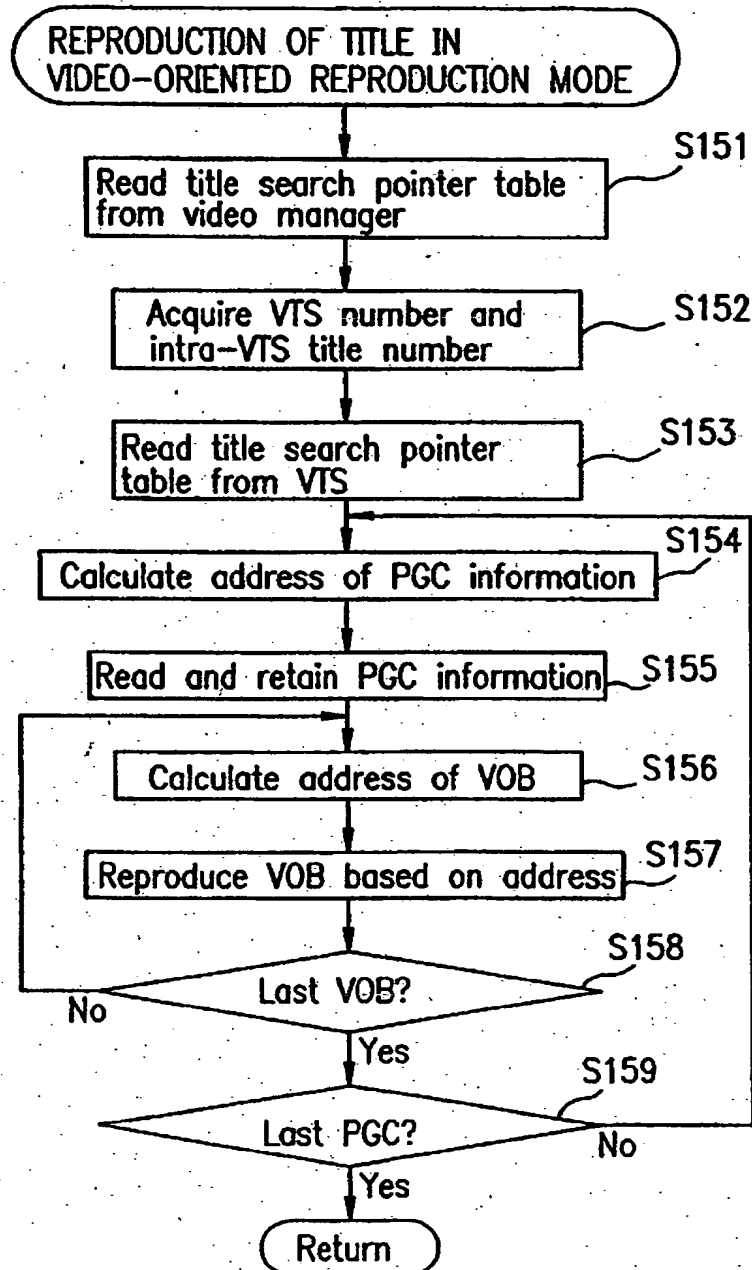 REPRODUCTION OF TITLE IN
VIDEO-ORIENTED REPRODUCTION MODE
S151
Read title search pointer table
from video manager
S152
Acquire VTS number and
intra-VTS title number
S153
Read title search pointer
table from VTS
S154
Calculate address of PGC information
Read and retain PGC information
S155
Calculate address of VOB
S156
S157
Reproduce VOB based on address
S158
Last VOB?
No
Yes
S159
Last PGC?
No
Yes
Return